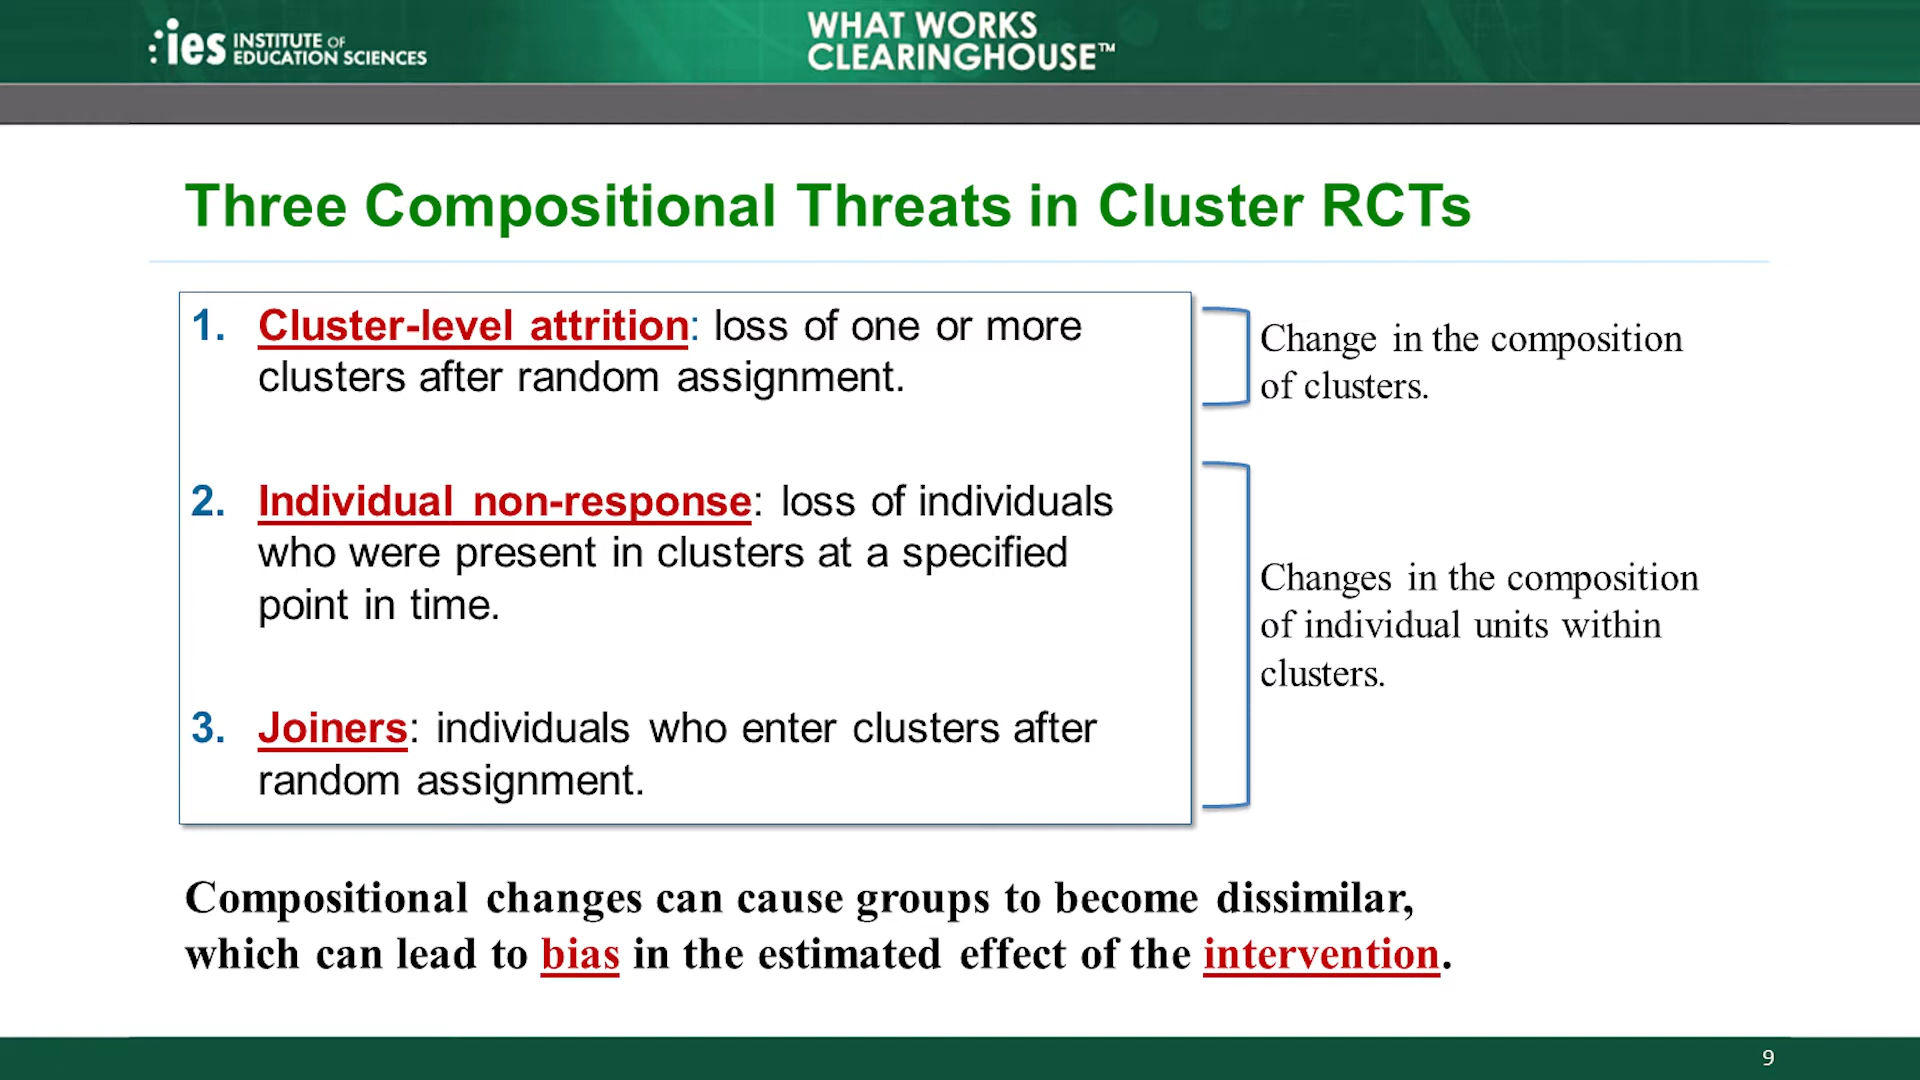 ies INSTITUTE OF
EDUCATION SCIENCES
WHAT WORKS
CLEARINGHOUSE™
Three Compositional Threats in Cluster RCTs
1. Cluster-level attrition: loss of one or more
clusters after random assignment.
Change in the composition
of clusters.
2. Individual non-response: loss of individuals
who were present in clusters at a specified
point in time.
3. Joiners: individuals who enter clusters after
random assignment.
Changes in the composition
of individual units within
clusters.
Compositional changes can cause groups to become dissimilar,
which can lead to bias in the estimated effect of the intervention.
9